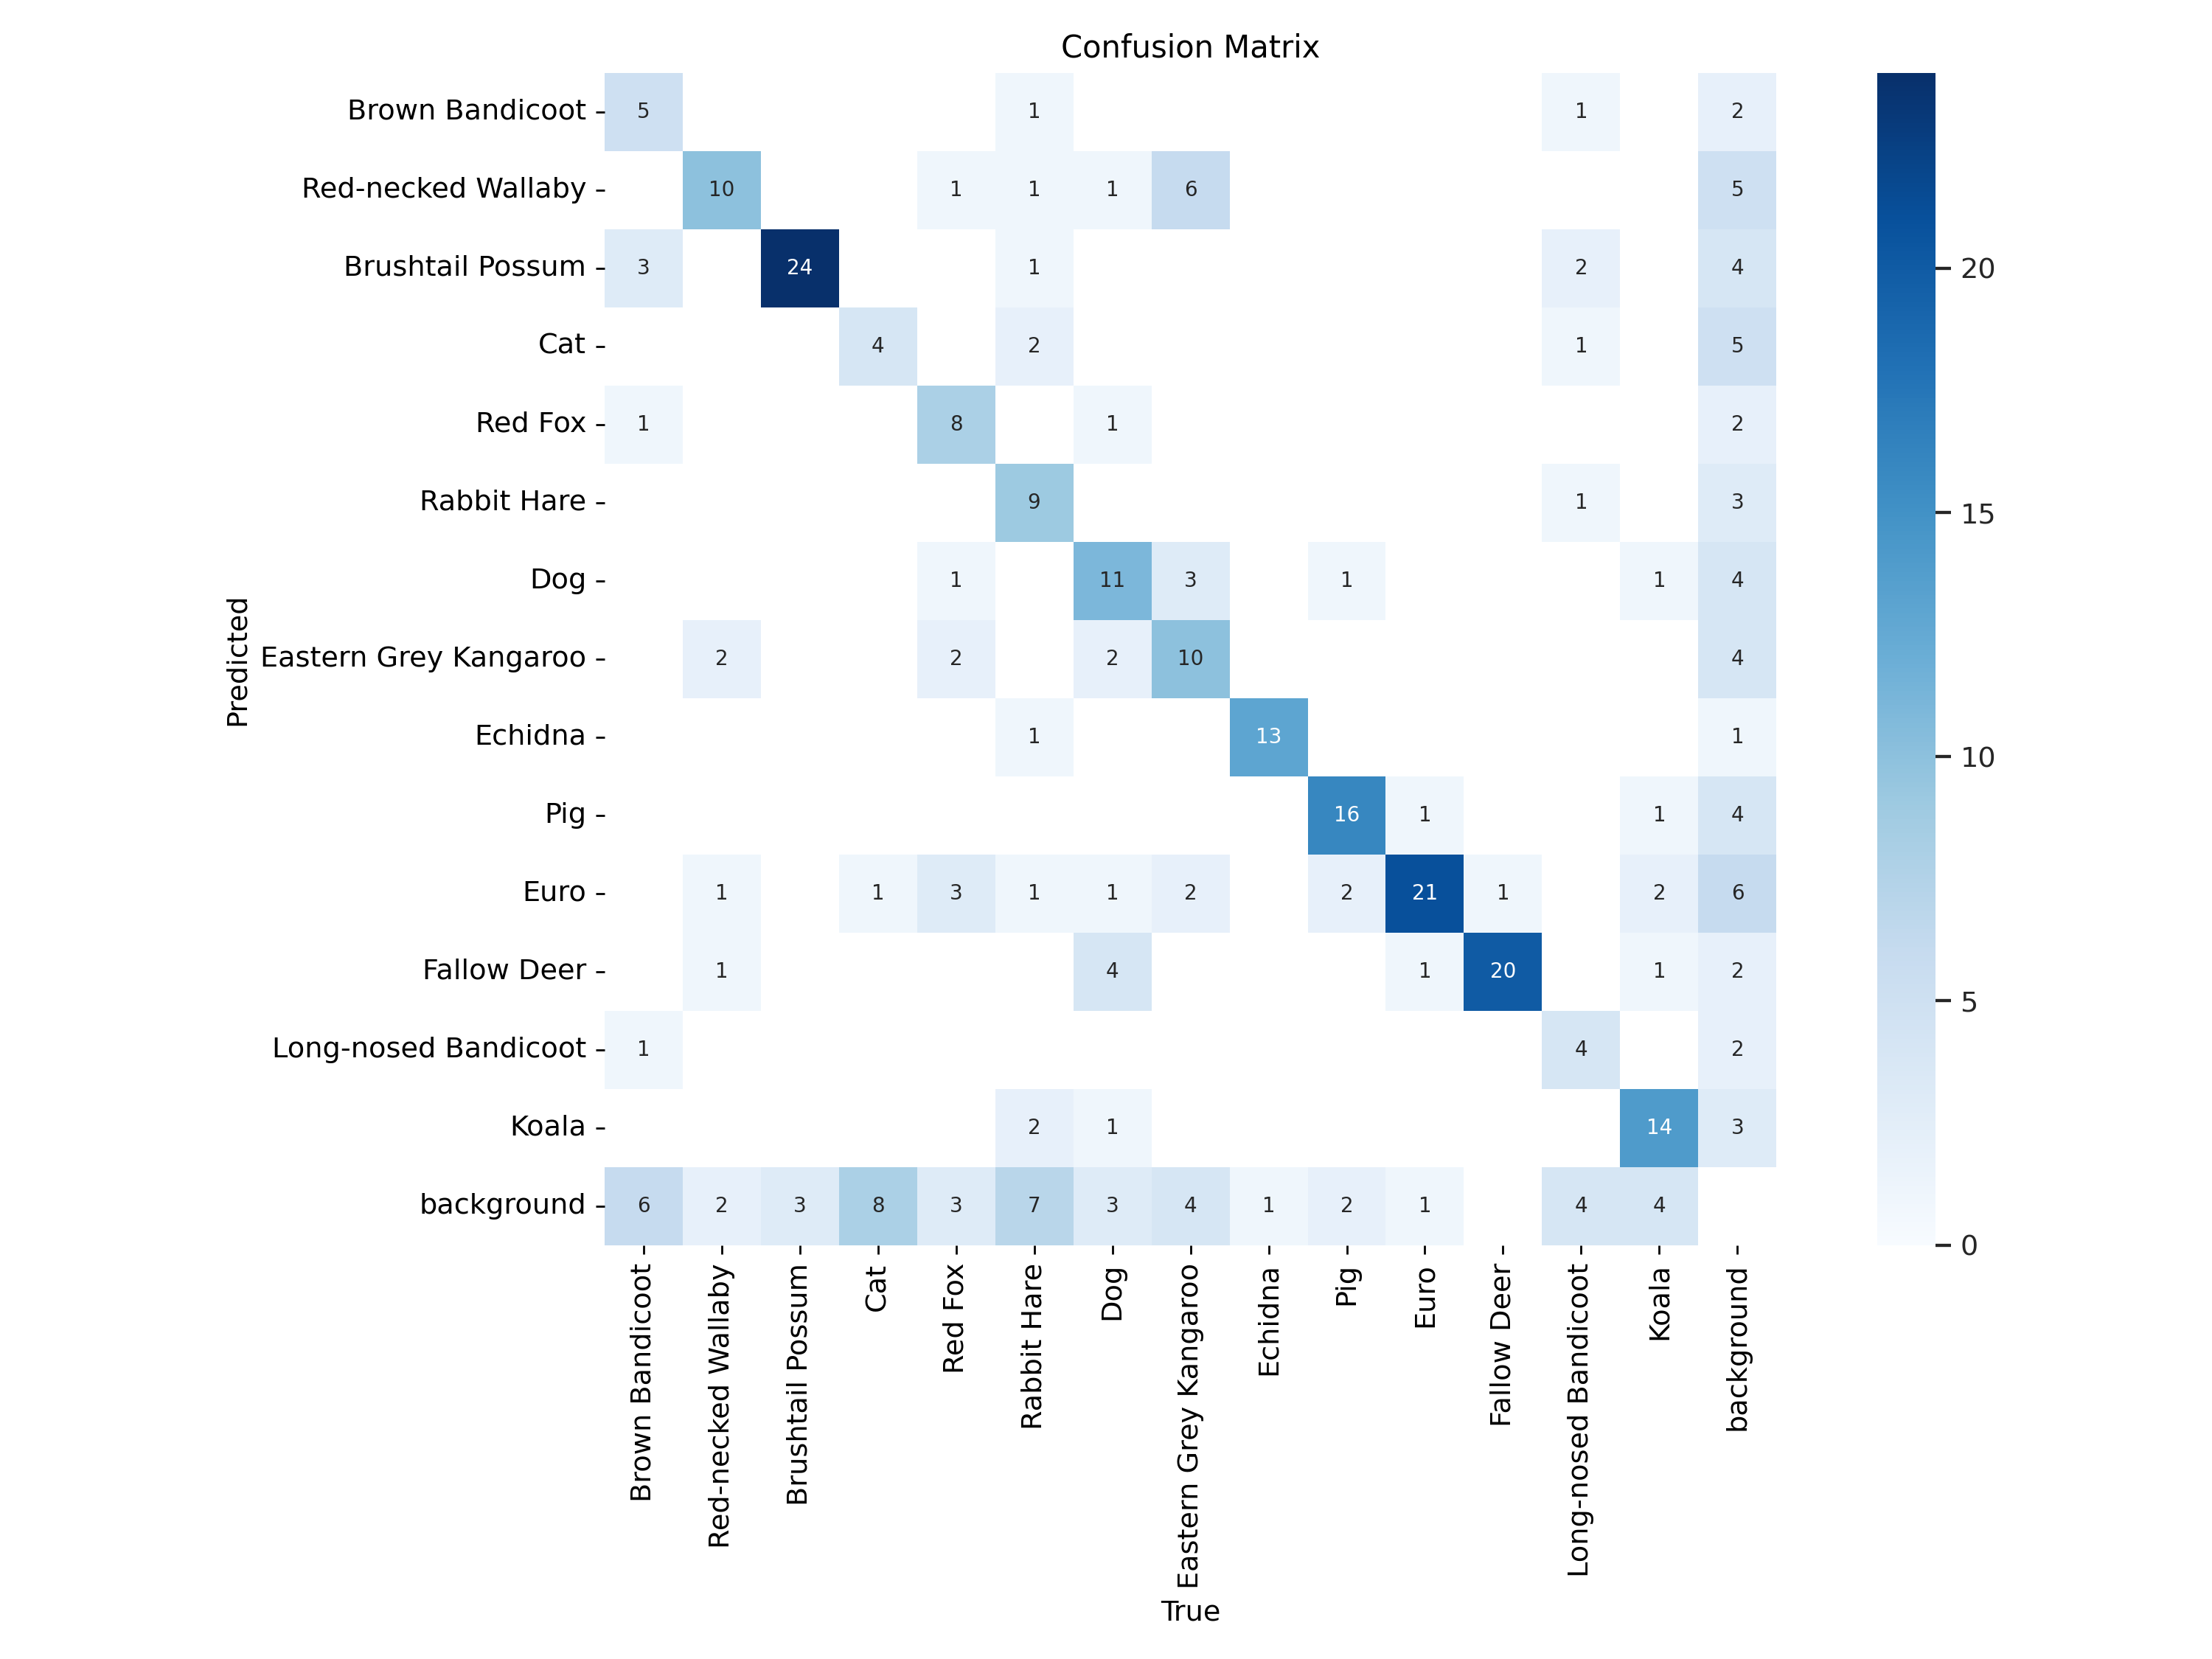 Confusion Matrix
Brown Bandicoot 5 1 1 2
Red-necked Wallaby 10 1 1 1 6 5
Brushtail Possum 3 24 1 2 4
20
Cat 4 2 1 5
Red Fox 1 8 1 2
Rabbit Hare 9 1 3
15
Dog 1 11 3 1 1 4
Predicted
Eastern Grey Kangaroo 2 2 2 10 4
Echidna 1 13 1
10
Pig 16 1 1 4
Euro 1 1 3 1 1 2 2 21 1 2 6
Fallow Deer 1 4 1 20 1 2
5
Long-nosed Bandicoot 1 4 2
Koala 2 1 14 3
background 6 2 3 8 3 7 3 4 1 2 1 4 4
0
Brown Bandicoot
Red-necked Wallaby
Brushtail Possum
Cat
Red Fox
Rabbit Hare
Dog
Eastern Grey Kangaroo
Echidna
Pig
Euro
Fallow Deer
Long-nosed Bandicoot
Koala
background
True